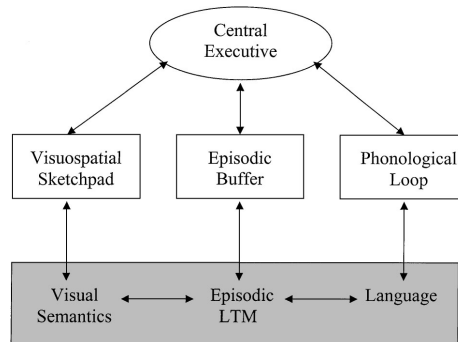 Central
Executive
Visuospatial
Sketchpad
Episodic
Buffer
Phonological
Loop
Visual
Semantics
Episodic
LTM
Language